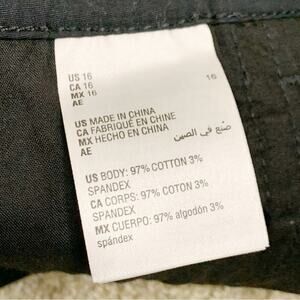 US 16
CA 16
MX 16
AE
16
US MADE IN CHINA
CA FABRIQUÉ EN CHINE
MX HECHO EN CHINA
AE صنع في الصين
US BODY: 97% COTTON 3%
SPANDEX
CA CORPS: 97% COTON 3%
SPANDEX
MX CUERPO: 97% algodón 3%
spándex